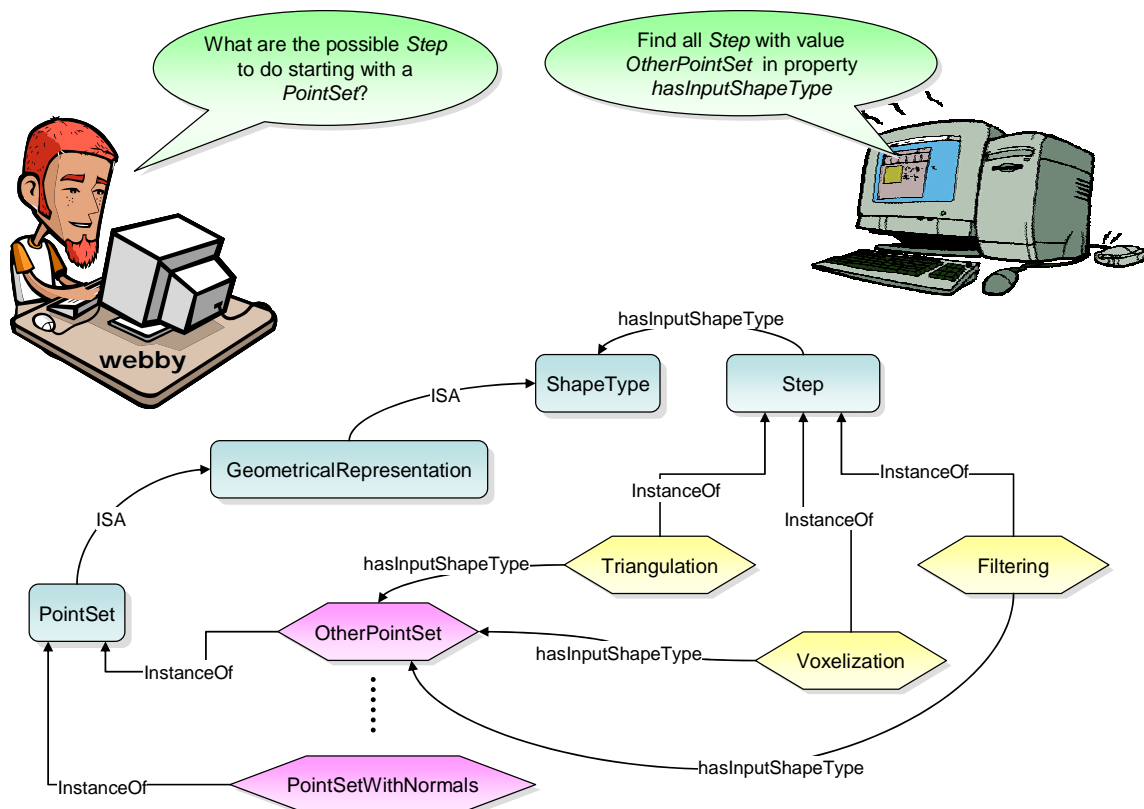 What are the possible Step
to do starting with a
PointSet?
Find all Step with value
OtherPointSet in property
hasInputShapeType
webby
hasInputShapeType
ShapeType
Step
ISA
GeometricalRepresentation
InstanceOf
InstanceOf
InstanceOf
ISA
hasInputShapeType
Triangulation
Filtering
PointSet
OtherPointSet
hasInputShapeType
Voxelization
InstanceOf
hasInputShapeType
InstanceOf
PointSetWithNormals